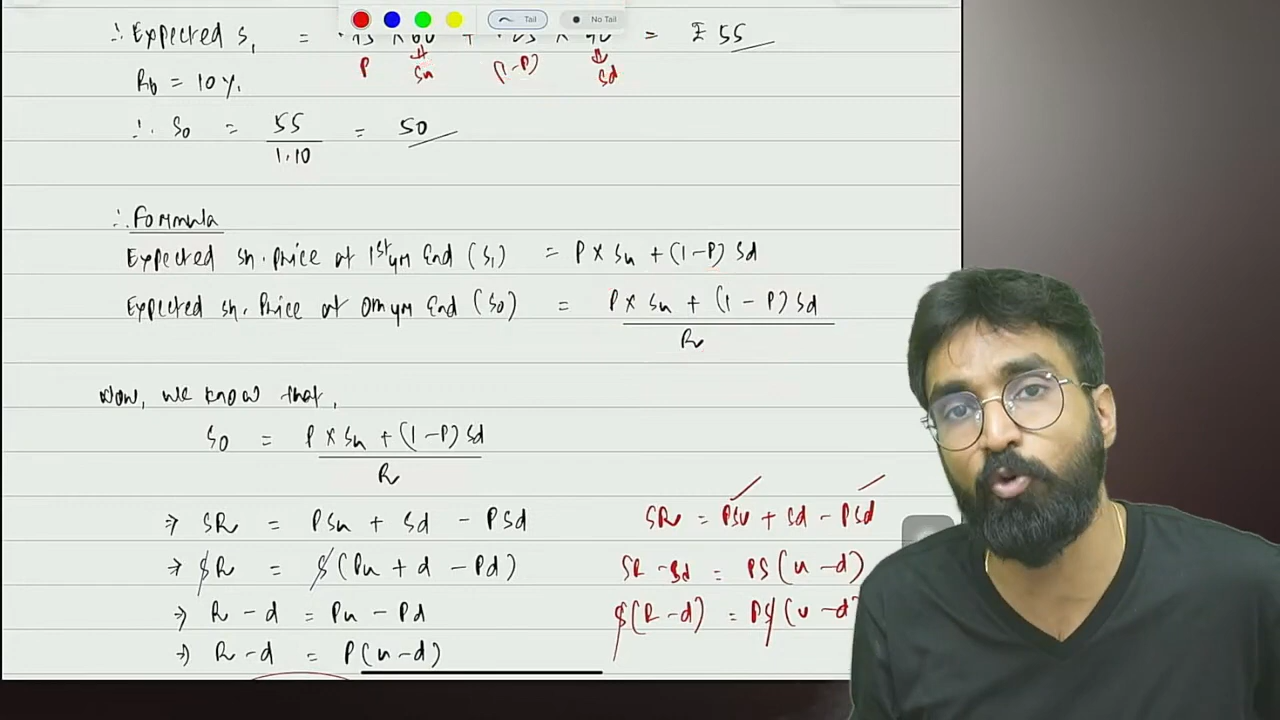 Tail No Tail
∴ Expected S₁ = + × = ₹ 55
P Su (1-P) Sd
Rf = 10%
∴ S₀ = 55 / 1.10 = 50
∴ Formula
Expected sh. price at 1st yr End (S₁) = P × Su + (1-P) Sd
Expected sh. Price at 0th yr End (S₀) = P × Su + (1 - P) Sd / R
Now, we know that,
S₀ = P × Su + (1-P) Sd / R
⇒ SR = PSu + Sd - PSd
SR = PSu + Sd - PSd
⇒ SR = S(Pu + d - Pd)
SR - Sd = PS (u-d)
⇒ R - d = Pu - Pd
S(R-d) = PS (u-d)
⇒ R-d = P(u-d)